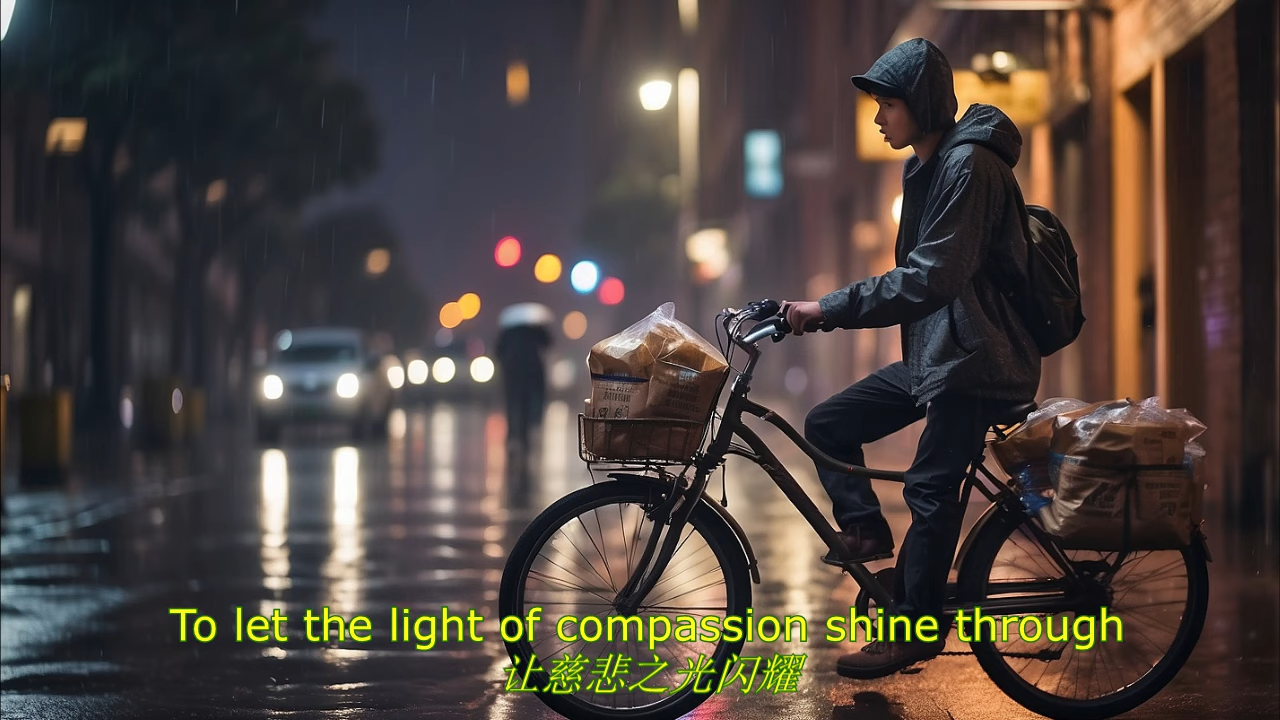 To let the light of compassion shine through
让慈悲之光闪耀